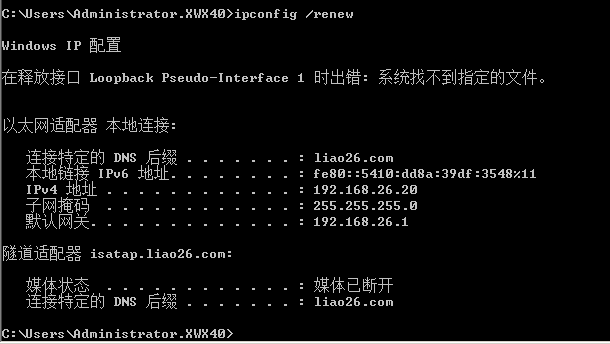 C:\Users\Administrator.XWX40>ipconfig /renew
Windows IP 配置
在释放接口 Loopback Pseudo-Interface 1 时出错: 系统找不到指定的文件。
以太网适配器 本地连接:
连接特定的 DNS 后缀 . . . . . . . : liao26.com
本地链接 IPv6 地址. . . . . . . . : fe80::5410:dd8a:39df:3548%11
IPv4 地址 . . . . . . . . . . . . : 192.168.26.20
子网掩码 . . . . . . . . . . . . : 255.255.255.0
默认网关. . . . . . . . . . . . . : 192.168.26.1
隧道适配器 isatap.liao26.com:
媒体状态 . . . . . . . . . . . . : 媒体已断开
连接特定的 DNS 后缀 . . . . . . . : liao26.com
C:\Users\Administrator.XWX40>